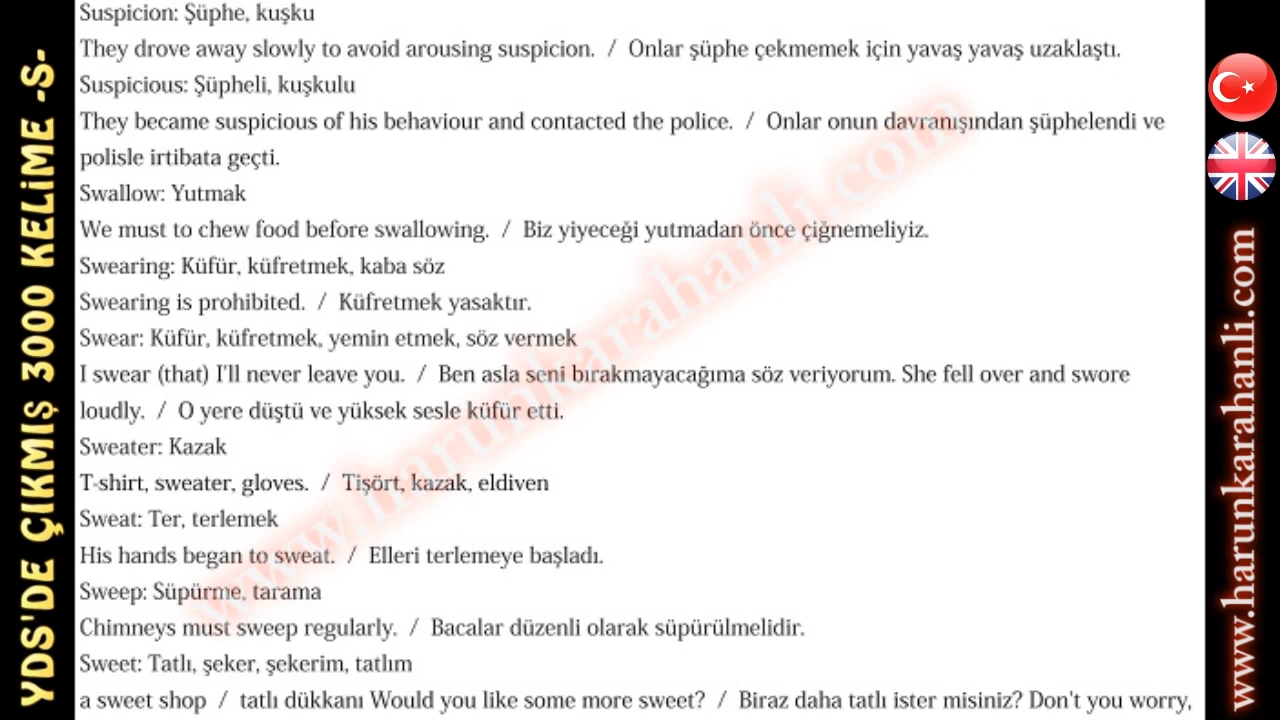 YDS'DE ÇIKMIŞ 3000 KELİME -S-
Suspicion: Şüphe, kuşku
They drove away slowly to avoid arousing suspicion. / Onlar şüphe çekmemek için yavaş yavaş uzaklaştı.
Suspicious: Şüpheli, kuşkulu
They became suspicious of his behaviour and contacted the police. / Onlar onun davranışından şüphelendi ve
polisle irtibata geçti.
Swallow: Yutmak
We must to chew food before swallowing. / Biz yiyeceği yutmadan önce çiğnemeliyiz.
Swearing: Küfür, küfretmek, kaba söz
Swearing is prohibited. / Küfretmek yasaktır.
Swear: Küfür, küfretmek, yemin etmek, söz vermek
I swear (that) I'll never leave you. / Ben asla seni bırakmayacağıma söz veriyorum. She fell over and swore
loudly. / O yere düştü ve yüksek sesle küfür etti.
Sweater: Kazak
T-shirt, sweater, gloves. / Tişört, kazak, eldiven
Sweat: Ter, terlemek
His hands began to sweat. / Elleri terlemeye başladı.
Sweep: Süpürme, tarama
Chimneys must sweep regularly. / Bacalar düzenli olarak süpürülmelidir.
Sweet: Tatlı, şeker, şekerim, tatlım
a sweet shop / tatlı dükkanı Would you like some more sweet? / Biraz daha tatlı ister misiniz? Don't you worry,
www.harunkarahanli.com
www.harunkarahanli.com